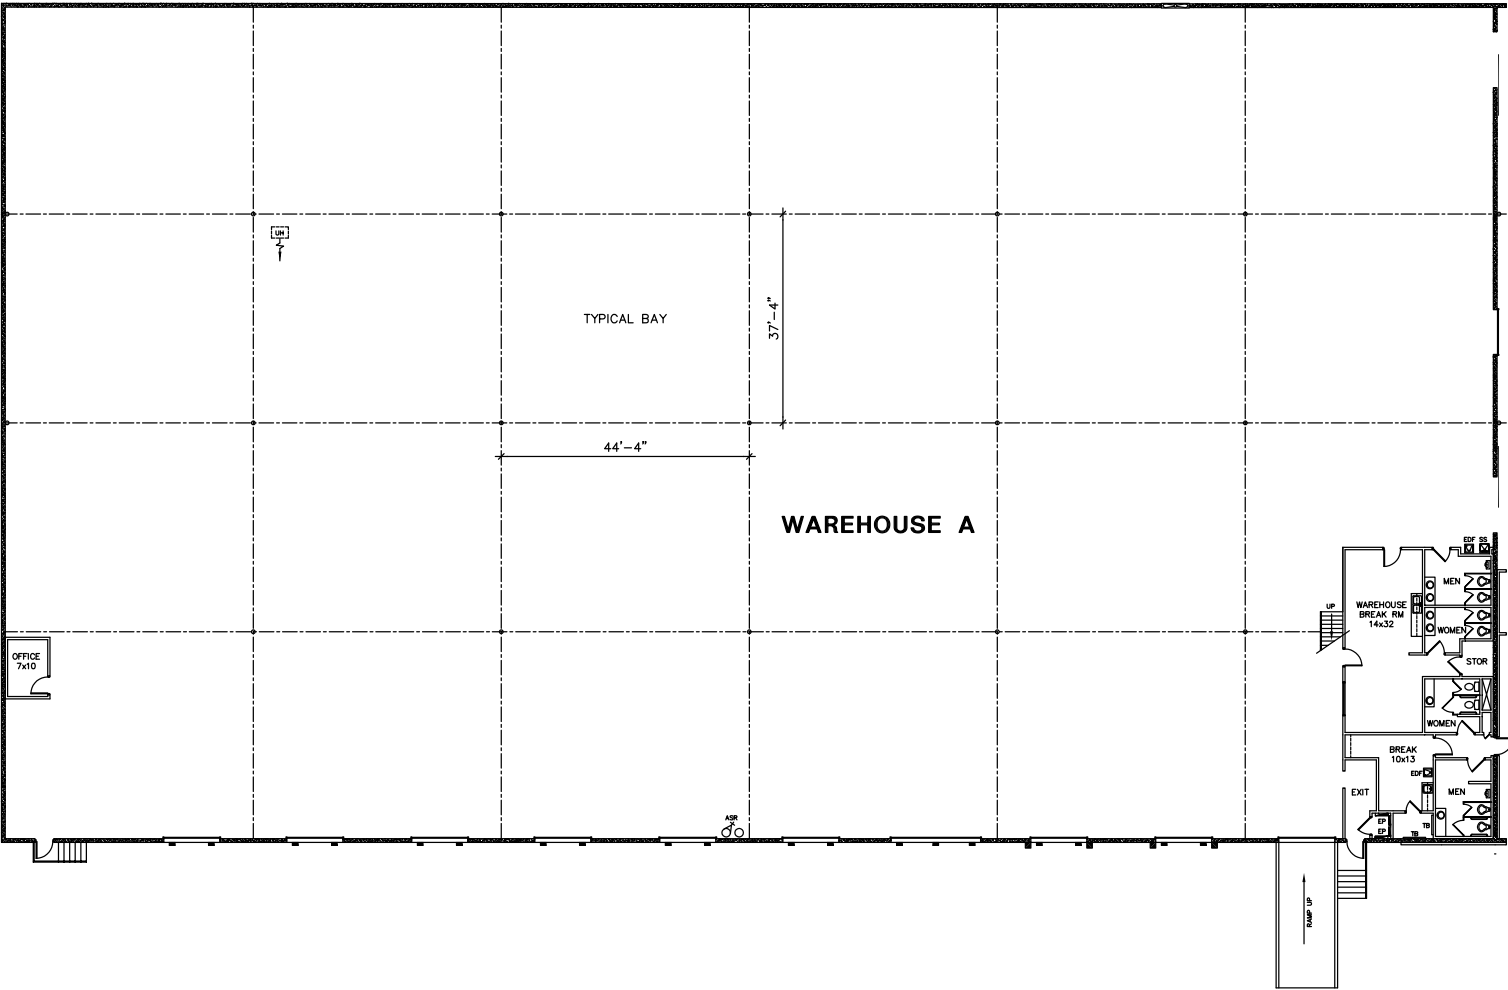 UH
TYPICAL BAY
37'-4"
44'-4"
WAREHOUSE A
EDF SS
MEN
UP
WAREHOUSE
BREAK RM
14x32
WOMEN
OFFICE
7x10
STOR
WOMEN
BREAK
10x13
EDF
EXIT
MEN
ASR
EP
EP
TB
TB
RAMP UP